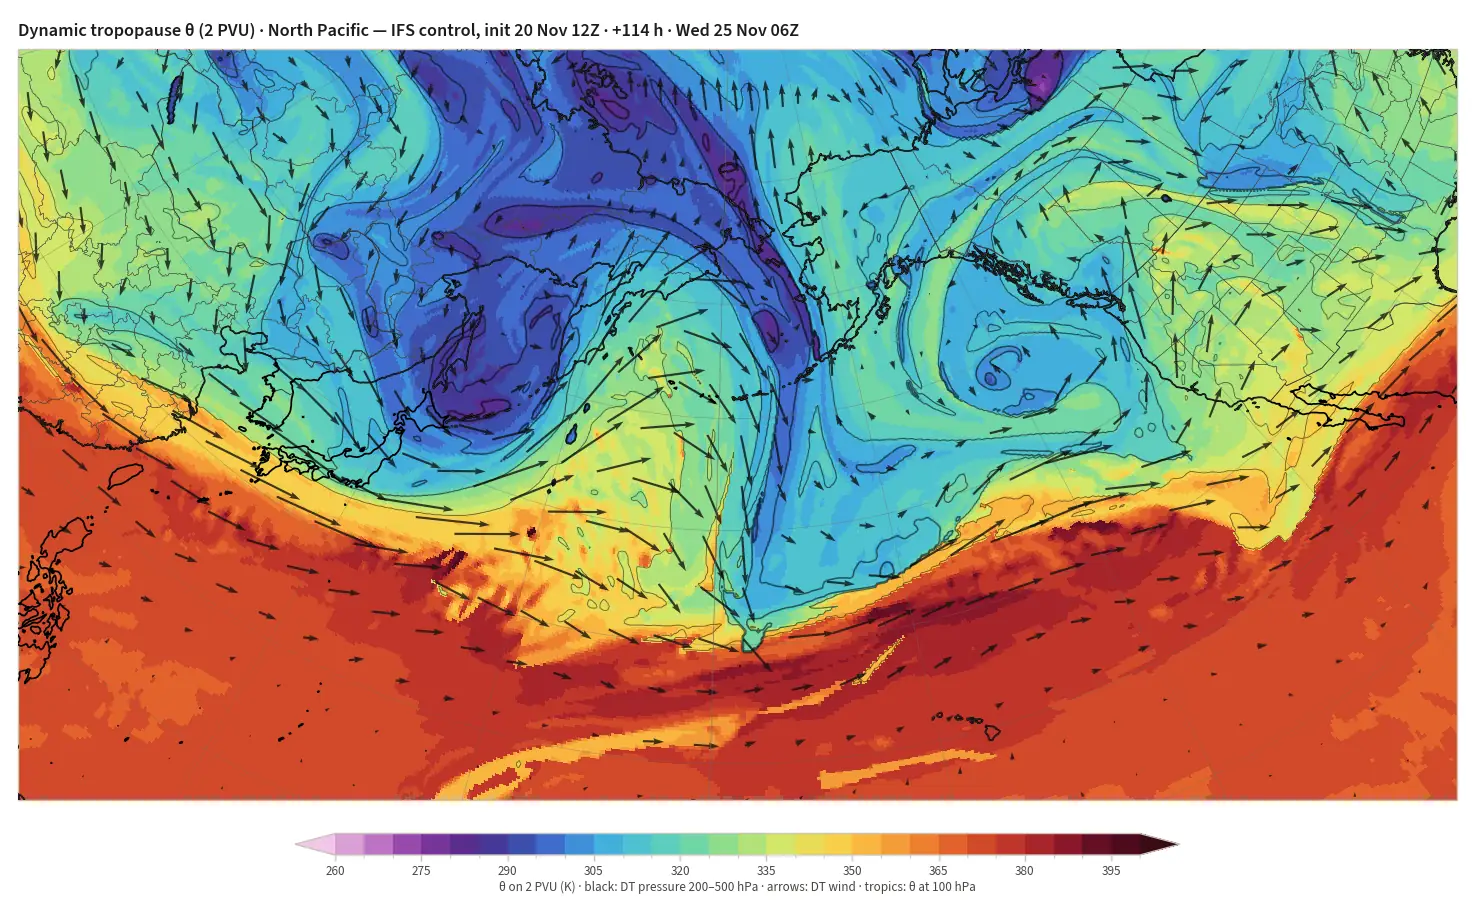 Dynamic tropopause θ (2 PVU) · North Pacific — IFS control, init 20 Nov 12Z · +114 h · Wed 25 Nov 06Z
260 275 290 305 320 335 350 365 380 395
θ on 2 PVU (K) · black: DT pressure 200–500 hPa · arrows: DT wind · tropics: θ at 100 hPa